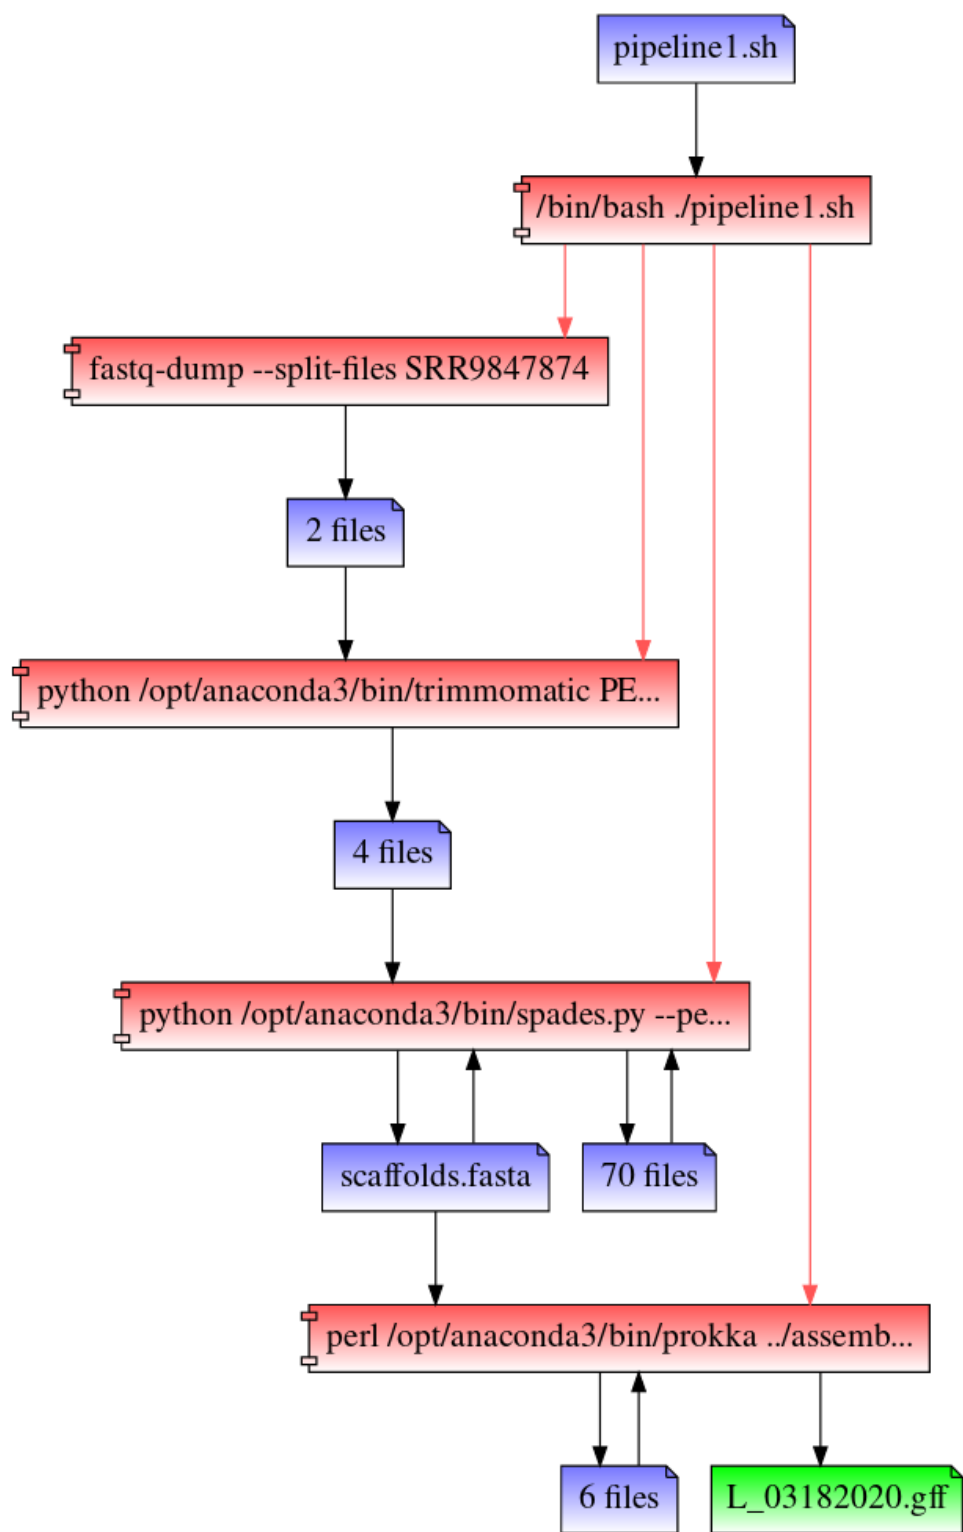 pipeline1.sh
/bin/bash ./pipeline1.sh
fastq-dump --split-files SRR9847874
2 files
python /opt/anaconda3/bin/trimmomatic PE...
4 files
python /opt/anaconda3/bin/spades.py --pe...
scaffolds.fasta
70 files
perl /opt/anaconda3/bin/prokka ../assemb...
6 files
L_03182020.gff